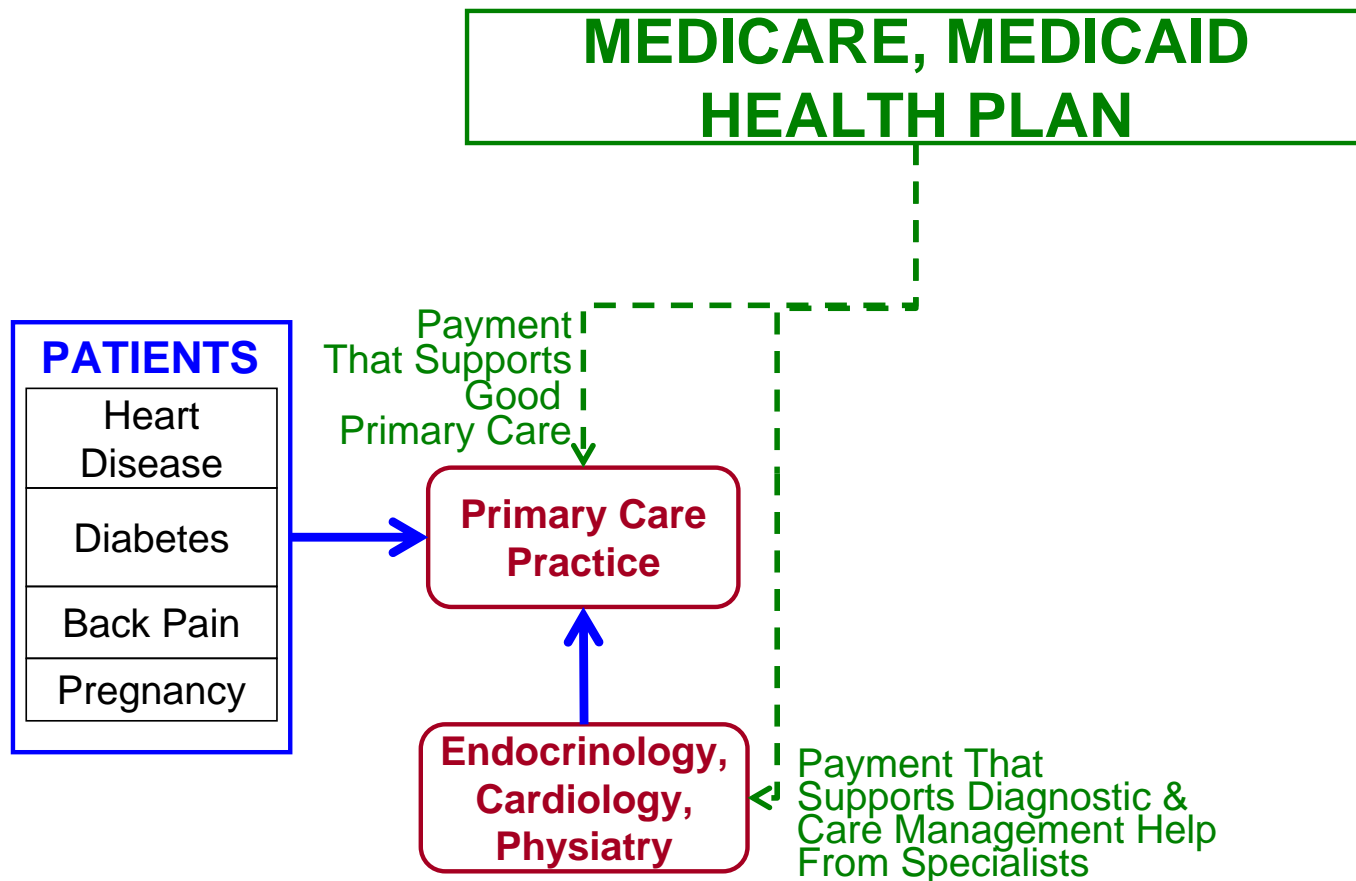 MEDICARE, MEDICAID
HEALTH PLAN
PATIENTS
Heart
Disease
Diabetes
Back Pain
Pregnancy
Payment
That Supports
Good
Primary Care
Primary Care
Practice
Endocrinology,
Cardiology,
Physiatry
Payment That
Supports Diagnostic &
Care Management Help
From Specialists